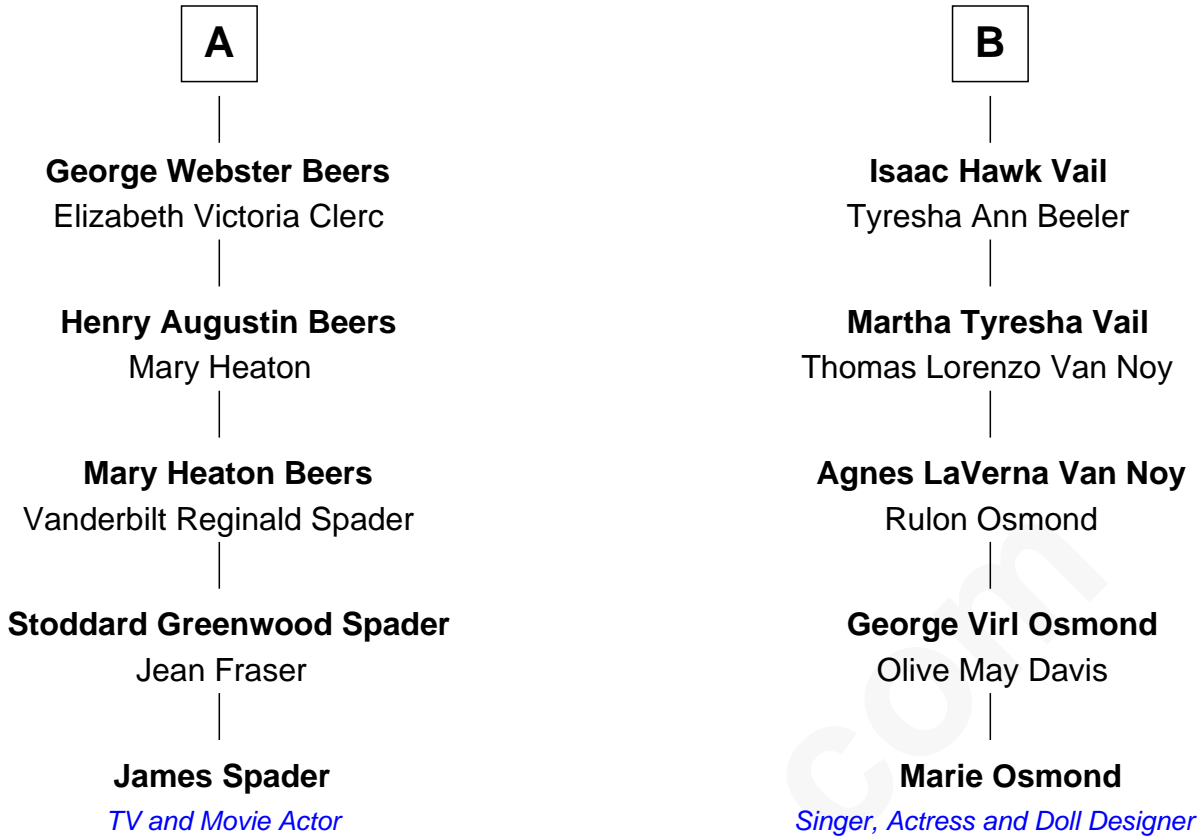 A
George Webster Beers
Elizabeth Victoria Clerc
Henry Augustin Beers
Mary Heaton
Mary Heaton Beers
Vanderbilt Reginald Spader
Stoddard Greenwood Spader
Jean Fraser
James Spader
TV and Movie Actor
B
Isaac Hawk Vail
Tyresha Ann Beeler
Martha Tyresha Vail
Thomas Lorenzo Van Noy
Agnes LaVerna Van Noy
Rulon Osmond
George Virl Osmond
Olive May Davis
Marie Osmond
Singer, Actress and Doll Designer
com